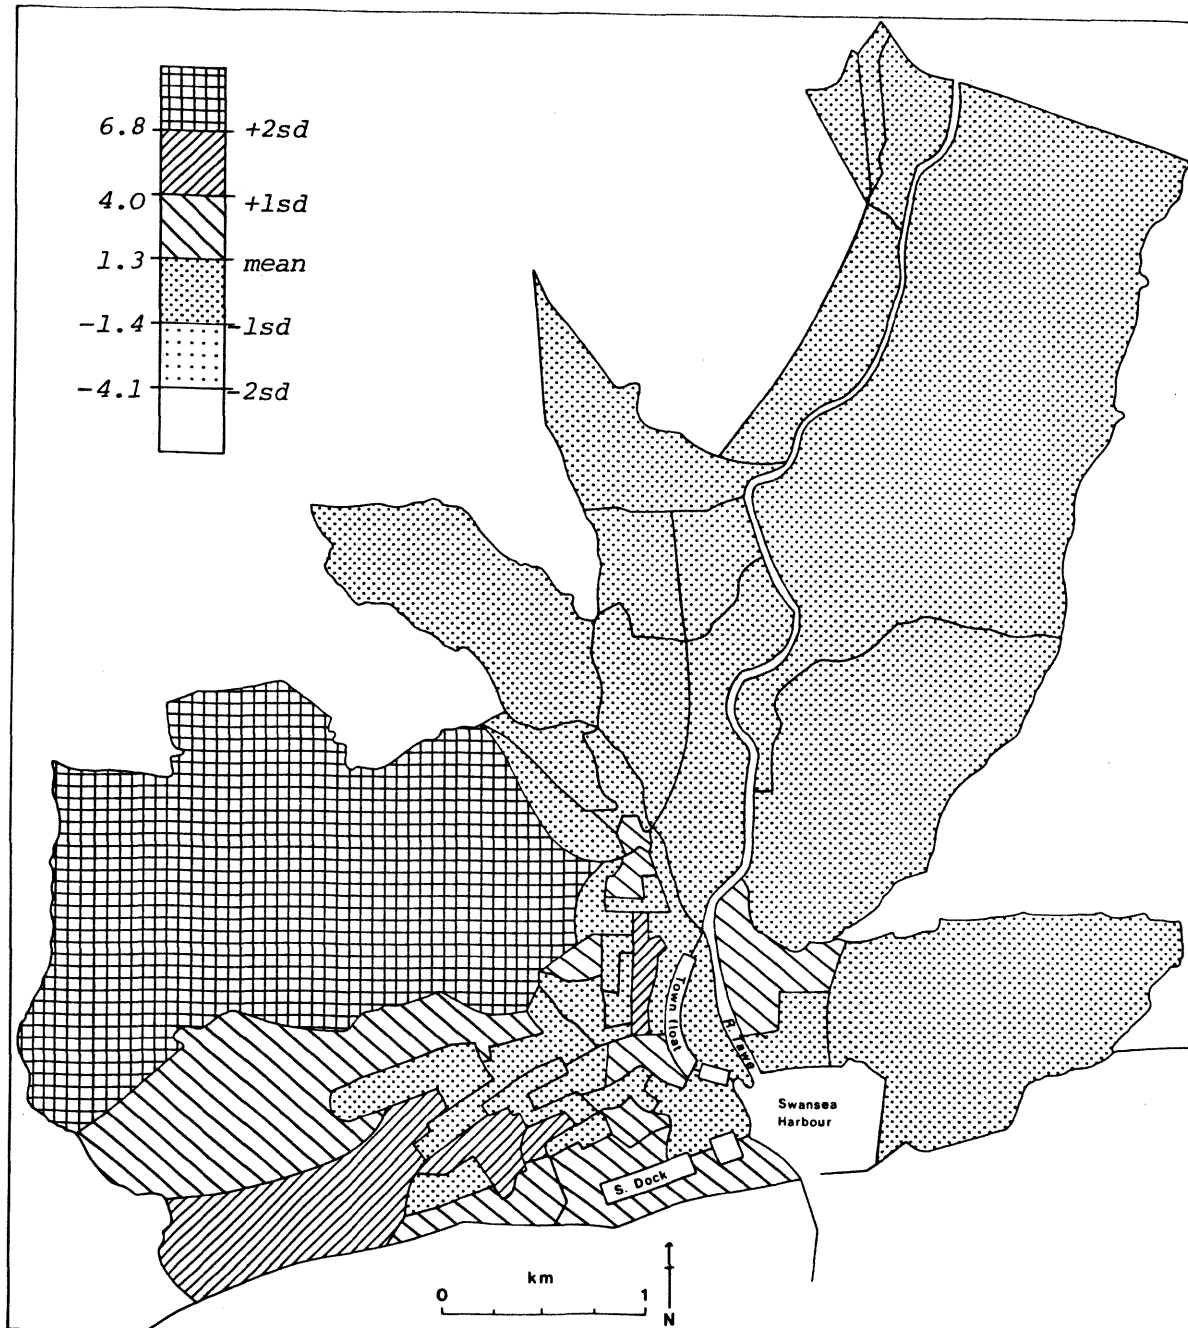 6.8 +2sd
4.0 +1sd
1.3 mean
-1.4 -1sd
-4.1 -2sd
Town float
R. Tawe
Swansea
Harbour
S. Dock
km
0 1
N